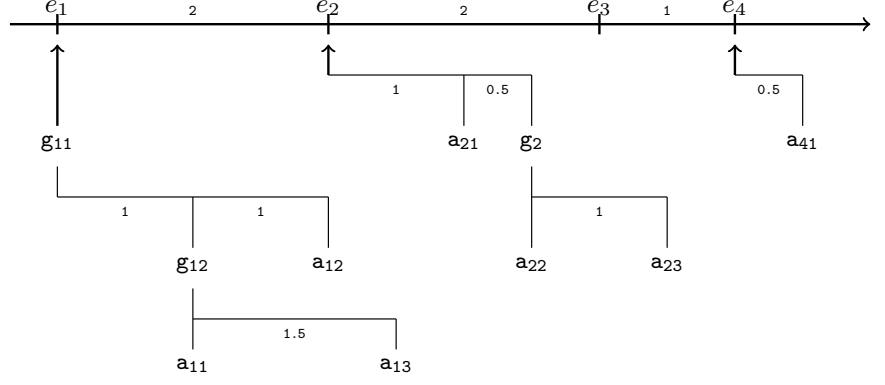 e₁ 2 e₂ 2 e₃ 1 e₄
1 0.5 0.5
g₁₁ a₂₁ g₂ a₄₁
1 1 1
g₁₂ a₁₂ a₂₂ a₂₃
1.5
a₁₁ a₁₃